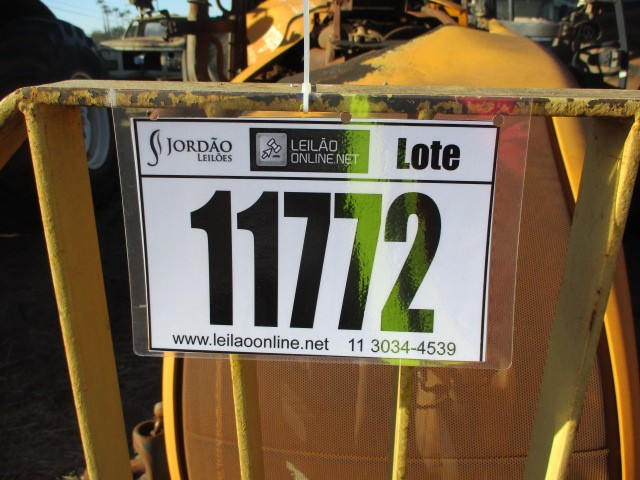 JORDÃO
LEILÕES
LEILÃO
ONLINE.NET
Lote
11772
www.leilaoonline.net 11 3034-4539